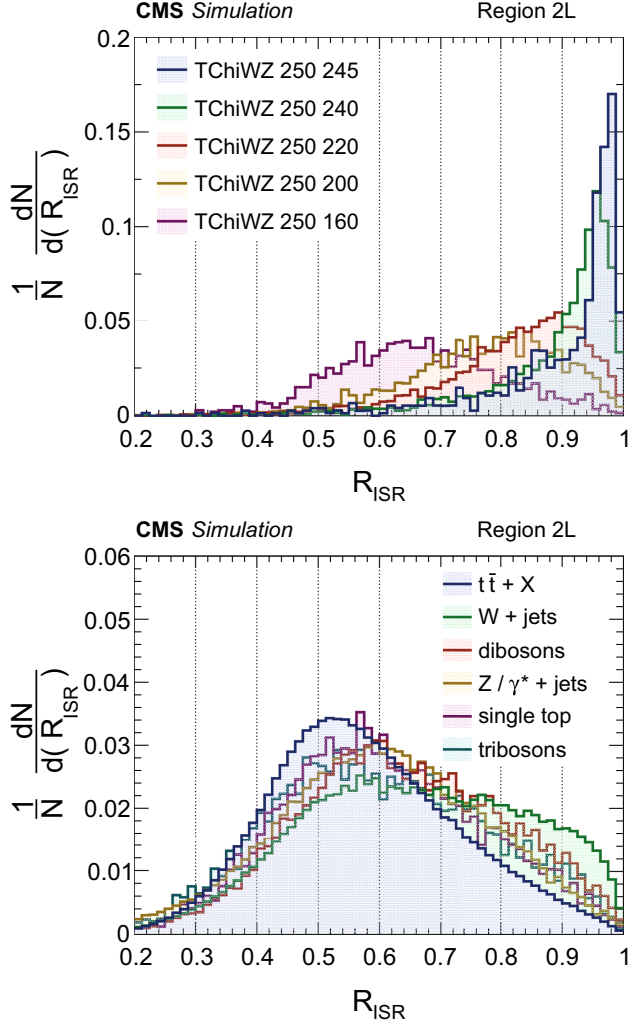 CMS Simulation Region 2L
0.2
0.15
0.1
0.05
0
TChiWZ 250 245
TChiWZ 250 240
TChiWZ 250 220
TChiWZ 250 200
TChiWZ 250 160
1/N dN/d( R_ISR )
0.2 0.3 0.4 0.5 0.6 0.7 0.8 0.9 1
R_ISR
CMS Simulation Region 2L
0.06
0.05
0.04
0.03
0.02
0.01
0
t t̄ + X
W + jets
dibosons
Z / γ* + jets
single top
tribosons
1/N dN/d( R_ISR )
0.2 0.3 0.4 0.5 0.6 0.7 0.8 0.9 1
R_ISR